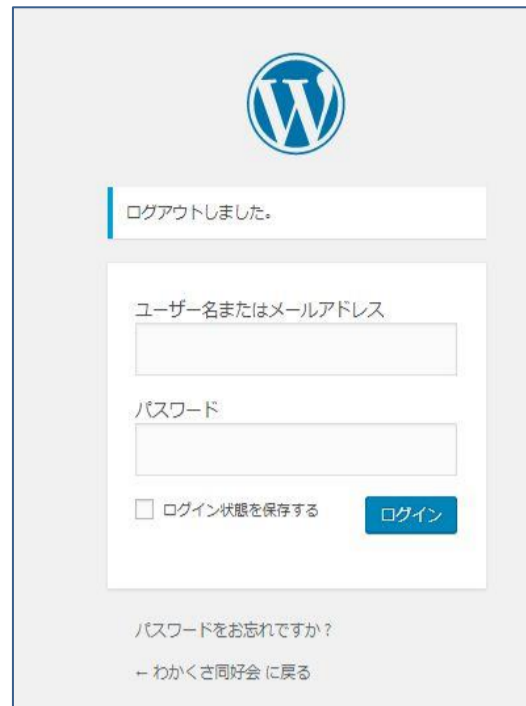 ログアウトしました。
ユーザー名またはメールアドレス
パスワード
ログイン状態を保存する
ログイン
パスワードをお忘れですか ?
← わかくさ同好会 に戻る